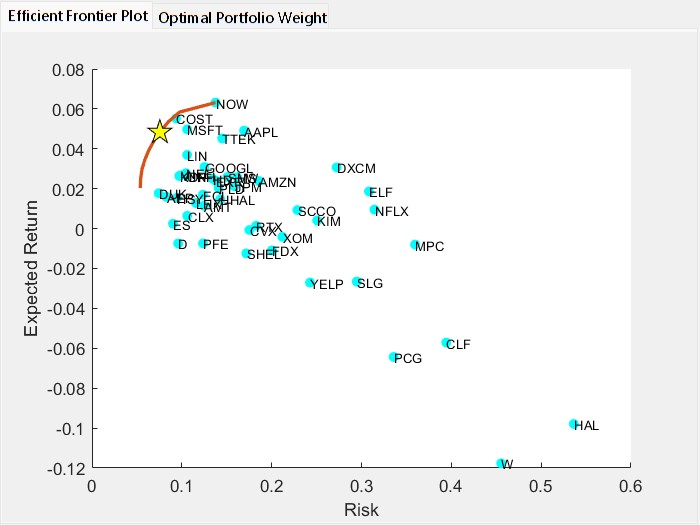 Efficient Frontier Plot
Optimal Portfolio Weight
0.08
0.06
0.04
0.02
0
-0.02
-0.04
-0.06
-0.08
-0.1
-0.12
Expected Return
NOW
COST
MSFT
AAPL
TTEK
LIN
GOOGL
DXCM
AMZN
DUK
PLD
ELF
CLX
AMT
SCCO
NFLX
KIM
ES
RTX
CVX
XOM
D
PFE
MPC
SHEL
FDX
YELP
SLG
CLF
PCG
HAL
W
0
0.1
0.2
0.3
0.4
0.5
0.6
Risk